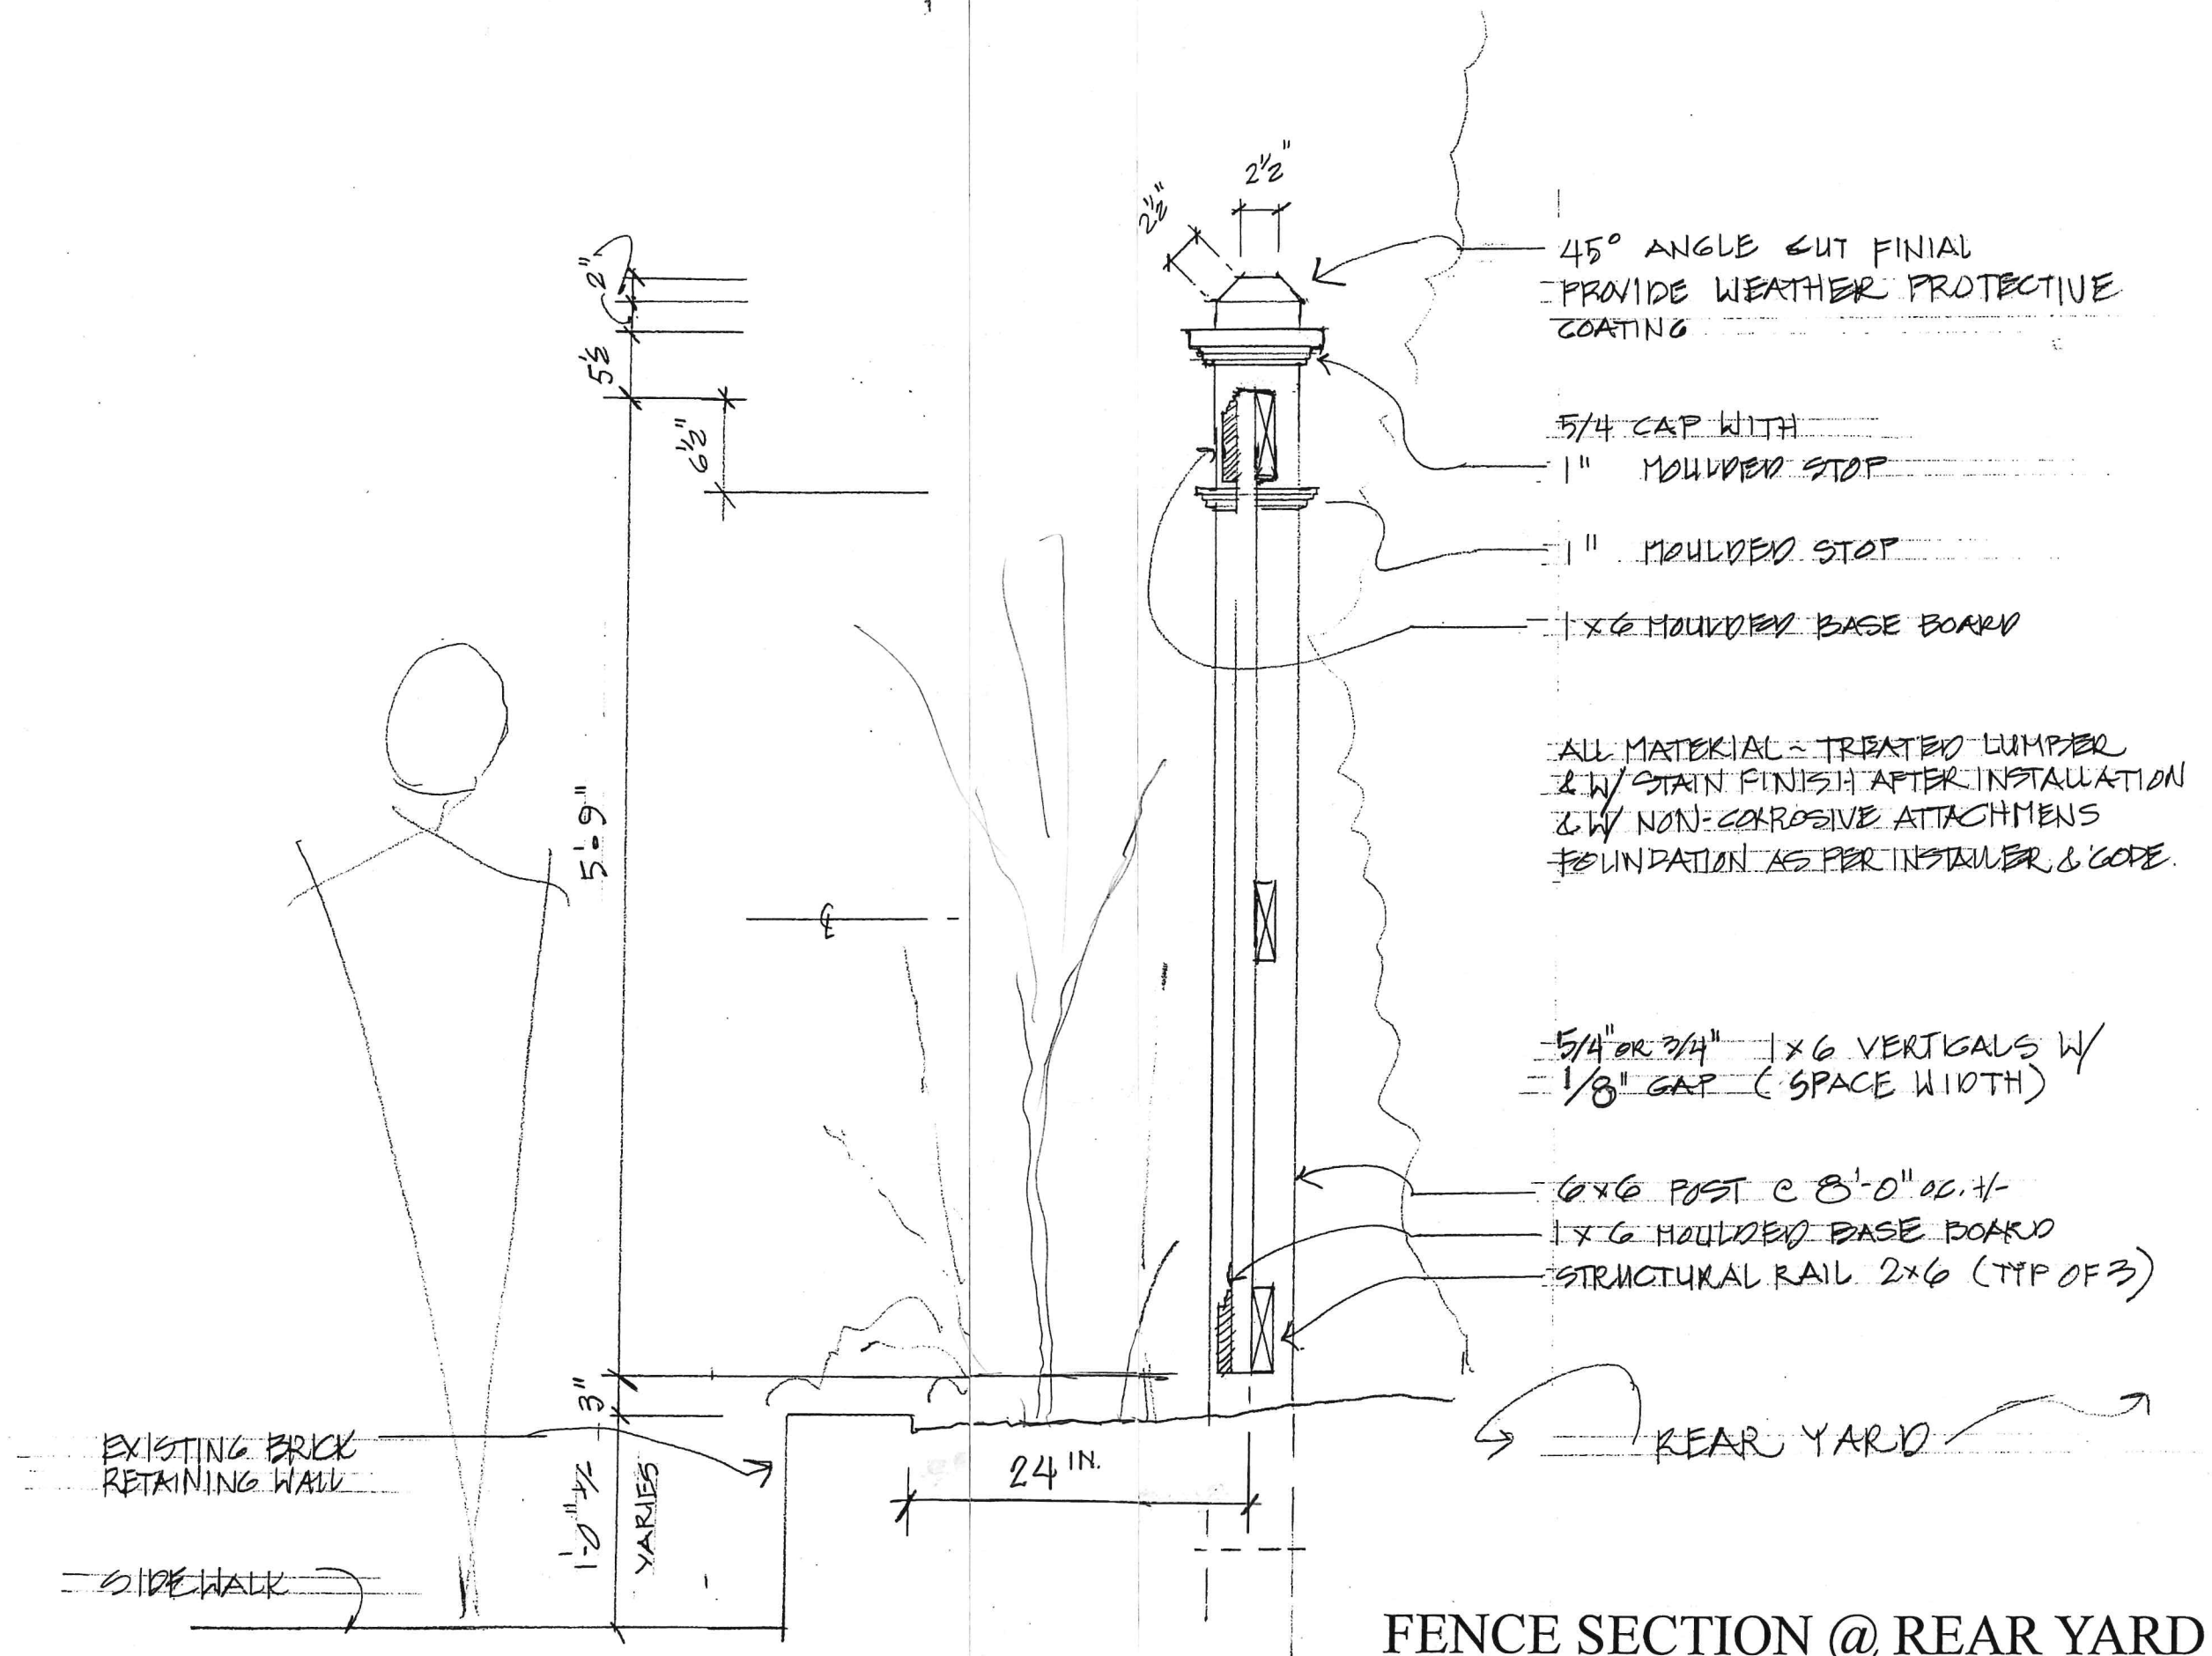 2½"
2½"
2"
5½
6½"
5'-9"
℄
3"
1'-0" +/-
VARIES
24 IN.
45° ANGLE CUT FINIAL
PROVIDE WEATHER PROTECTIVE
COATING
5/4 CAP WITH
1" MOULDED STOP
1" MOULDED STOP
1x6 MOULDED BASE BOARD
ALL MATERIAL - TREATED LUMBER
& W/ STAIN FINISH AFTER INSTALLATION
& W/ NON-CORROSIVE ATTACHMENS
FOUNDATION AS PER INSTALLER & CODE.
5/4" OR 3/4" 1x6 VERTICALS W/
1/8" GAP (SPACE WIDTH)
6x6 POST @ 8'-0" OC. +/-
1x6 MOULDED BASE BOARD
STRUCTURAL RAIL 2x6 (TYP OF 3)
REAR YARD
EXISTING BRICK
RETAINING WALL
SIDEWALK
FENCE SECTION @ REAR YARD